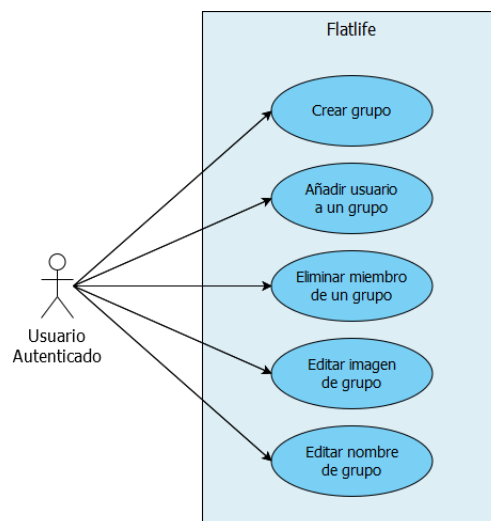 Flatlife
Crear grupo
Añadir usuario
a un grupo
Eliminar miembro
de un grupo
Usuario
Autenticado
Editar imagen
de grupo
Editar nombre
de grupo